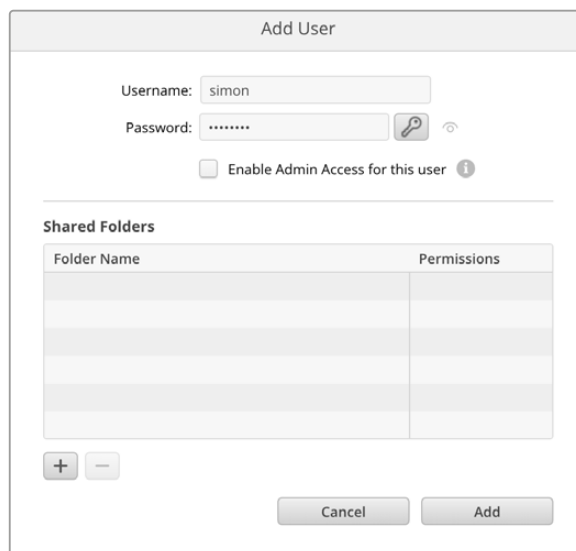 Add User
Username: simon
Password: ••••••••
Enable Admin Access for this user
Shared Folders
Folder Name Permissions
Cancel Add